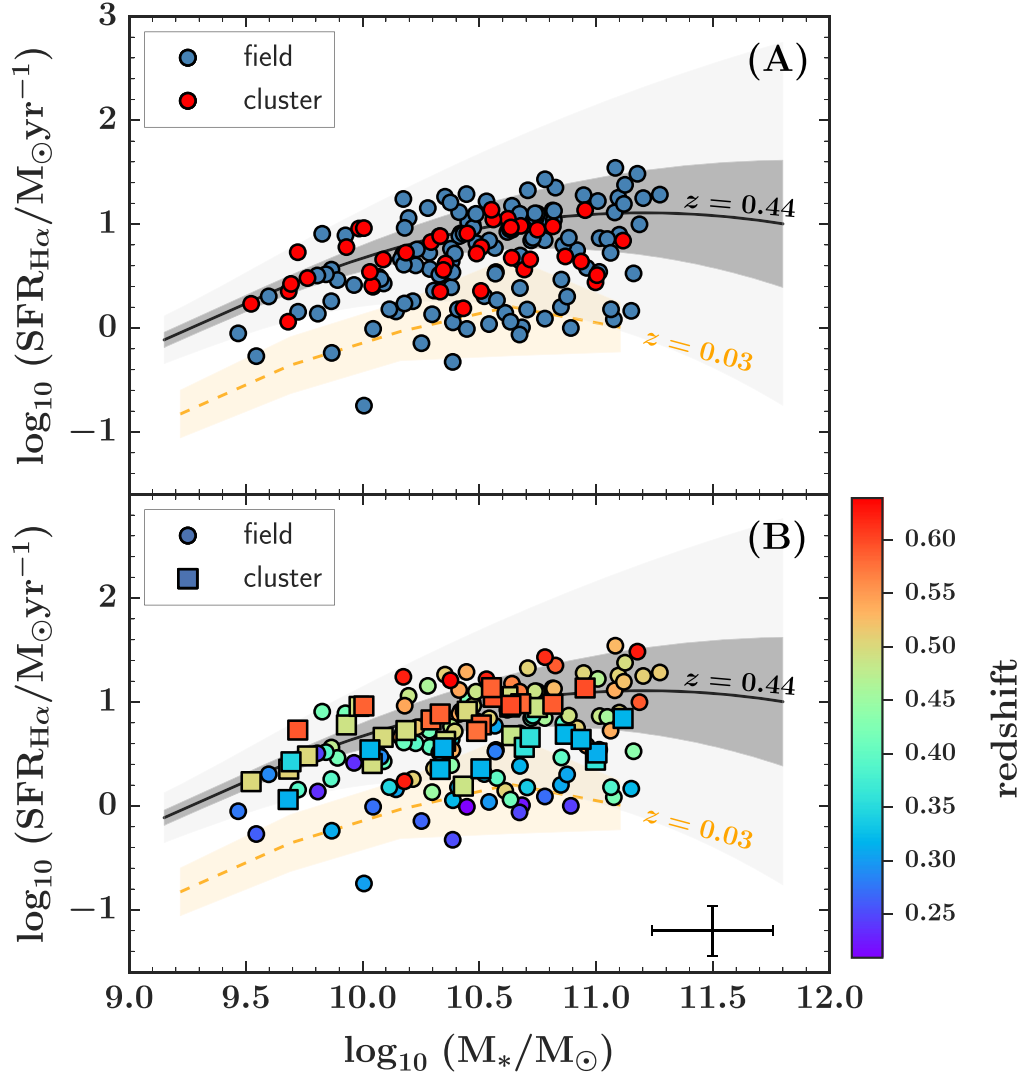 3
2
1
0
−1
log₁₀ (SFR_Hα/M⊙yr⁻¹)
field
cluster
(A)
z = 0.44
z = 0.03
2
1
0
−1
log₁₀ (SFR_Hα/M⊙yr⁻¹)
field
cluster
(B)
z = 0.44
z = 0.03
9.0 9.5 10.0 10.5 11.0 11.5 12.0
log₁₀ (M*/M⊙)
0.60
0.55
0.50
0.45
0.40
0.35
0.30
0.25
redshift